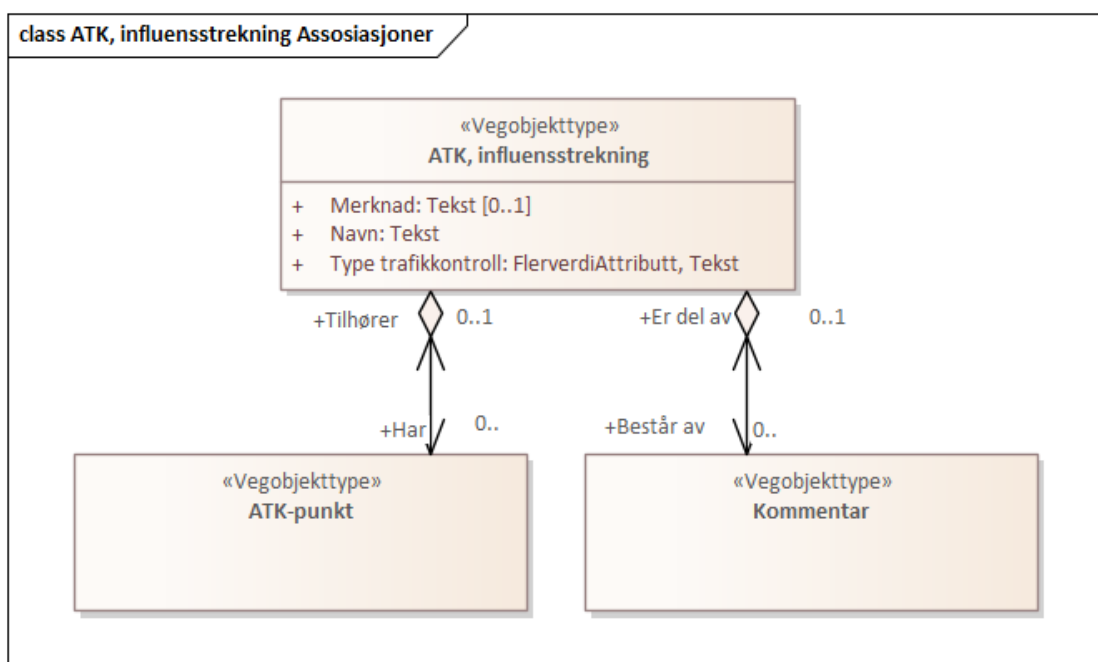 class ATK, influensstrekning Assosiasjoner
«Vegobjekttype»
ATK, influensstrekning
+ Merknad: Tekst [0..1]
+ Navn: Tekst
+ Type trafikkontroll: FlerverdiAttributt, Tekst
+Tilhører 0..1 +Er del av 0..1
+Har 0.. +Består av 0..
«Vegobjekttype»
ATK-punkt
«Vegobjekttype»
Kommentar